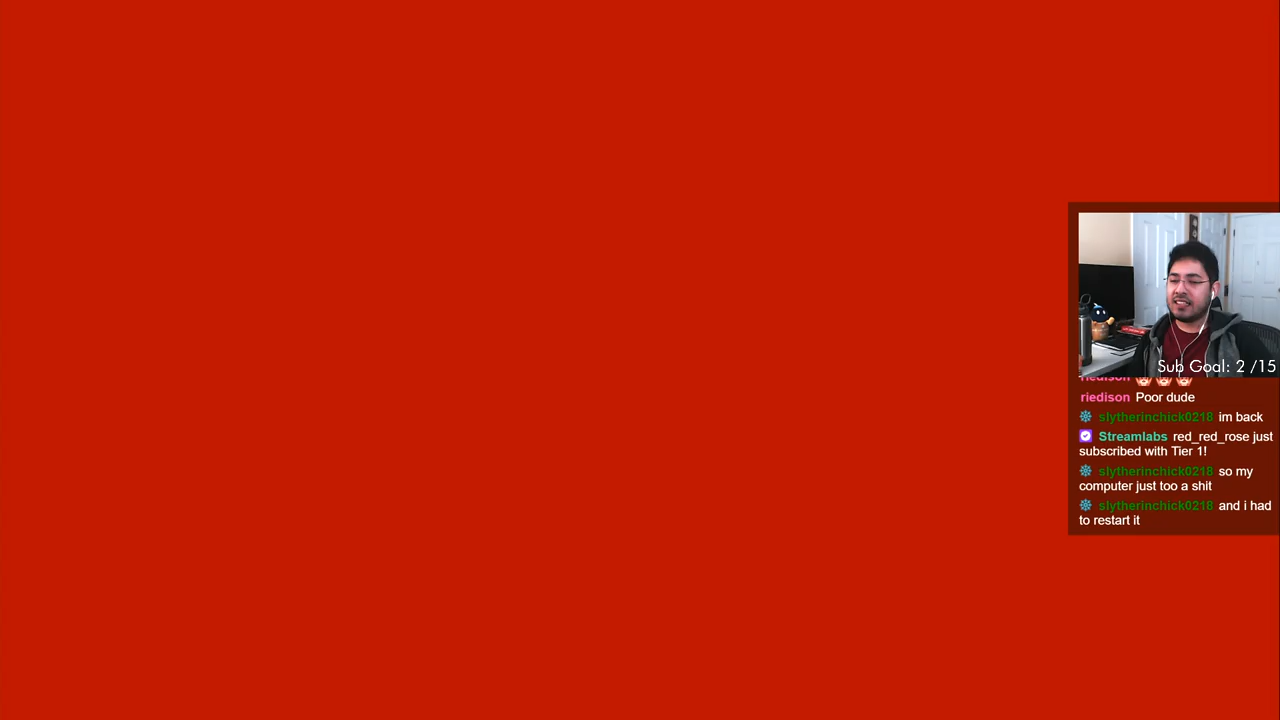 Sub Goal: 2 /15
riedison
riedison Poor dude
slytherinchick0218 im back
Streamlabs red_red_rose just
subscribed with Tier 1!
slytherinchick0218 so my
computer just too a shit
slytherinchick0218 and i had
to restart it